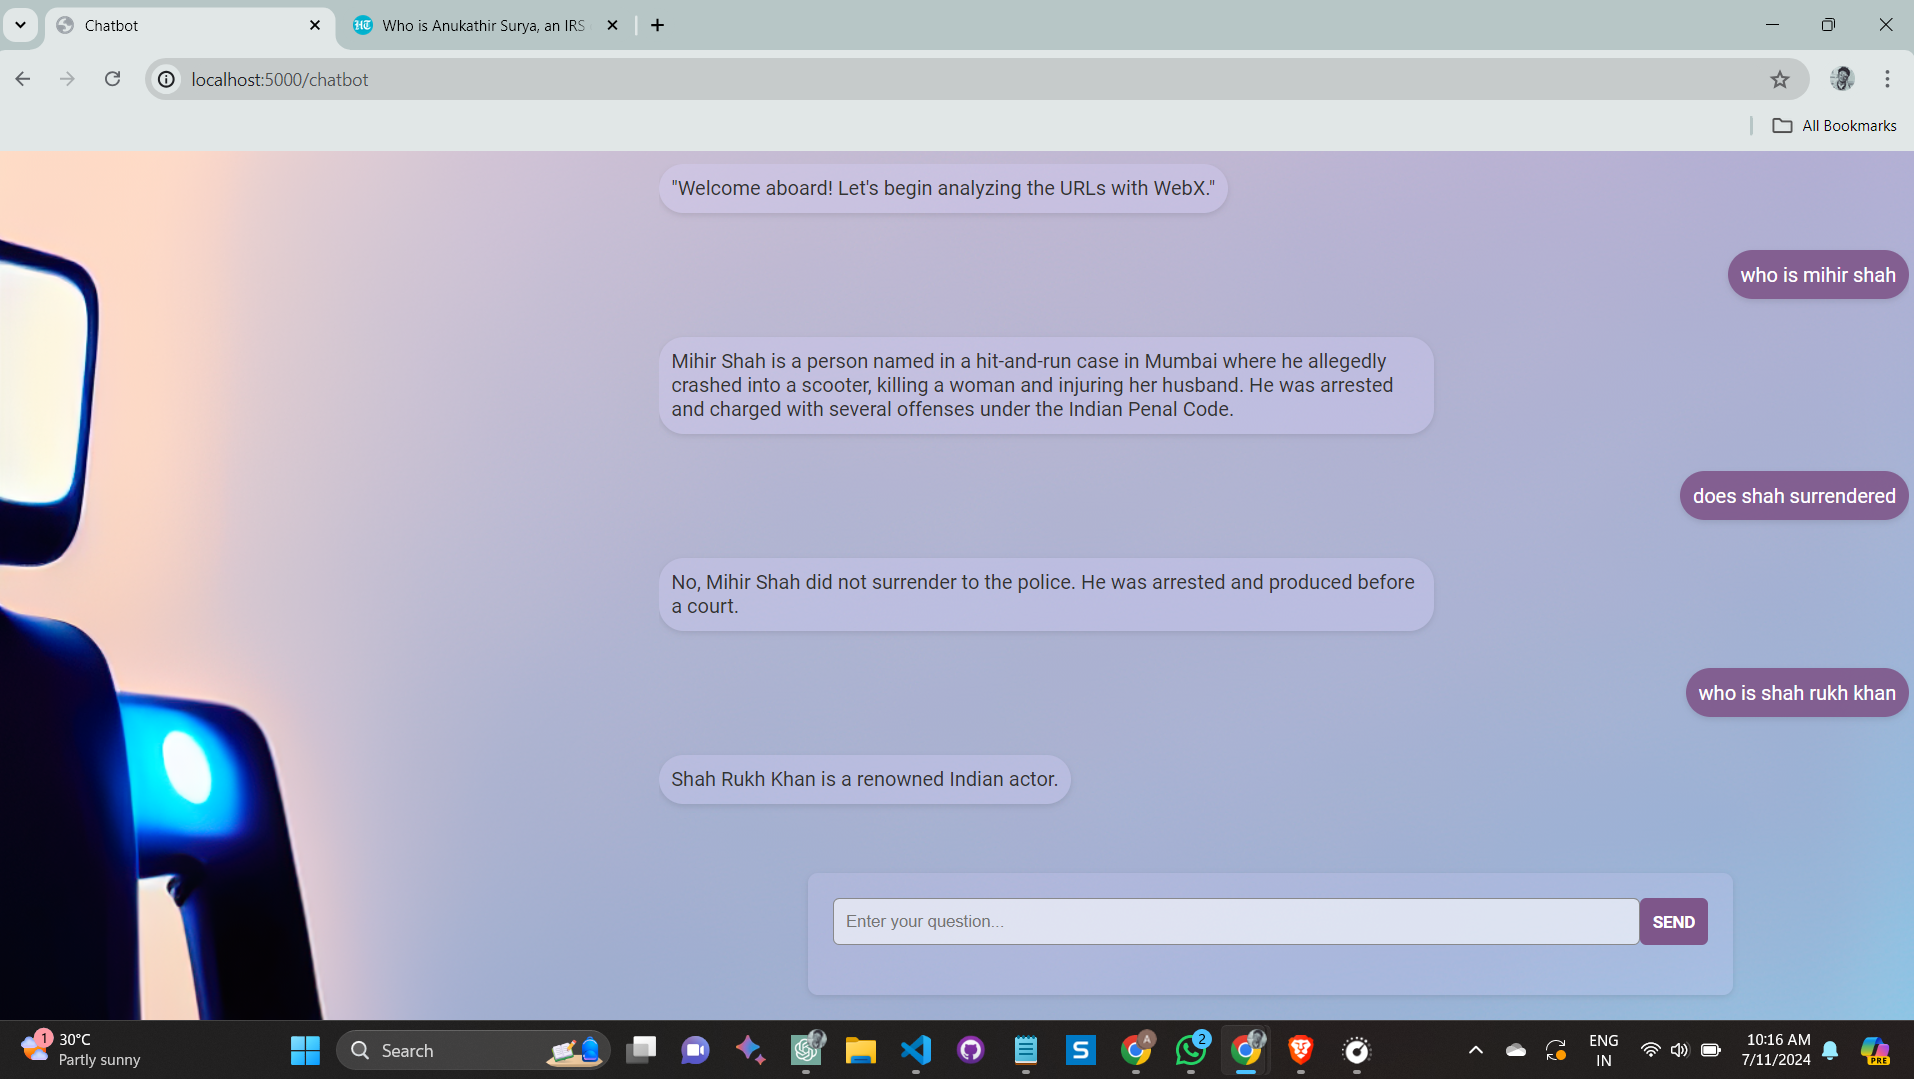 Chatbot
Who is Anukathir Surya, an IRS
localhost:5000/chatbot
All Bookmarks
"Welcome aboard! Let's begin analyzing the URLs with WebX."
who is mihir shah
Mihir Shah is a person named in a hit-and-run case in Mumbai where he allegedly
crashed into a scooter, killing a woman and injuring her husband. He was arrested
and charged with several offenses under the Indian Penal Code.
does shah surrendered
No, Mihir Shah did not surrender to the police. He was arrested and produced before
a court.
who is shah rukh khan
Shah Rukh Khan is a renowned Indian actor.
Enter your question...
SEND
1
30°C
Partly sunny
Search
S
A
2
ENG
IN
10:16 AM
7/11/2024
PRE